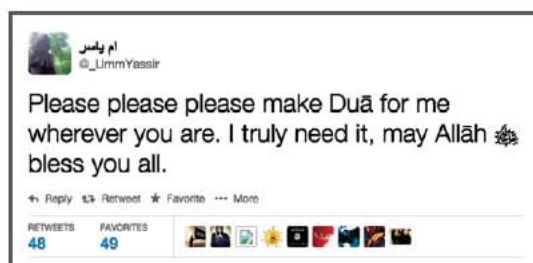 ام ياسر
@_UmmYassir
Please please please make Duā for me
wherever you are. I truly need it, may Allāh ﷻ
bless you all.
Reply Retweet Favorite More
RETWEETS FAVORITES
48 49